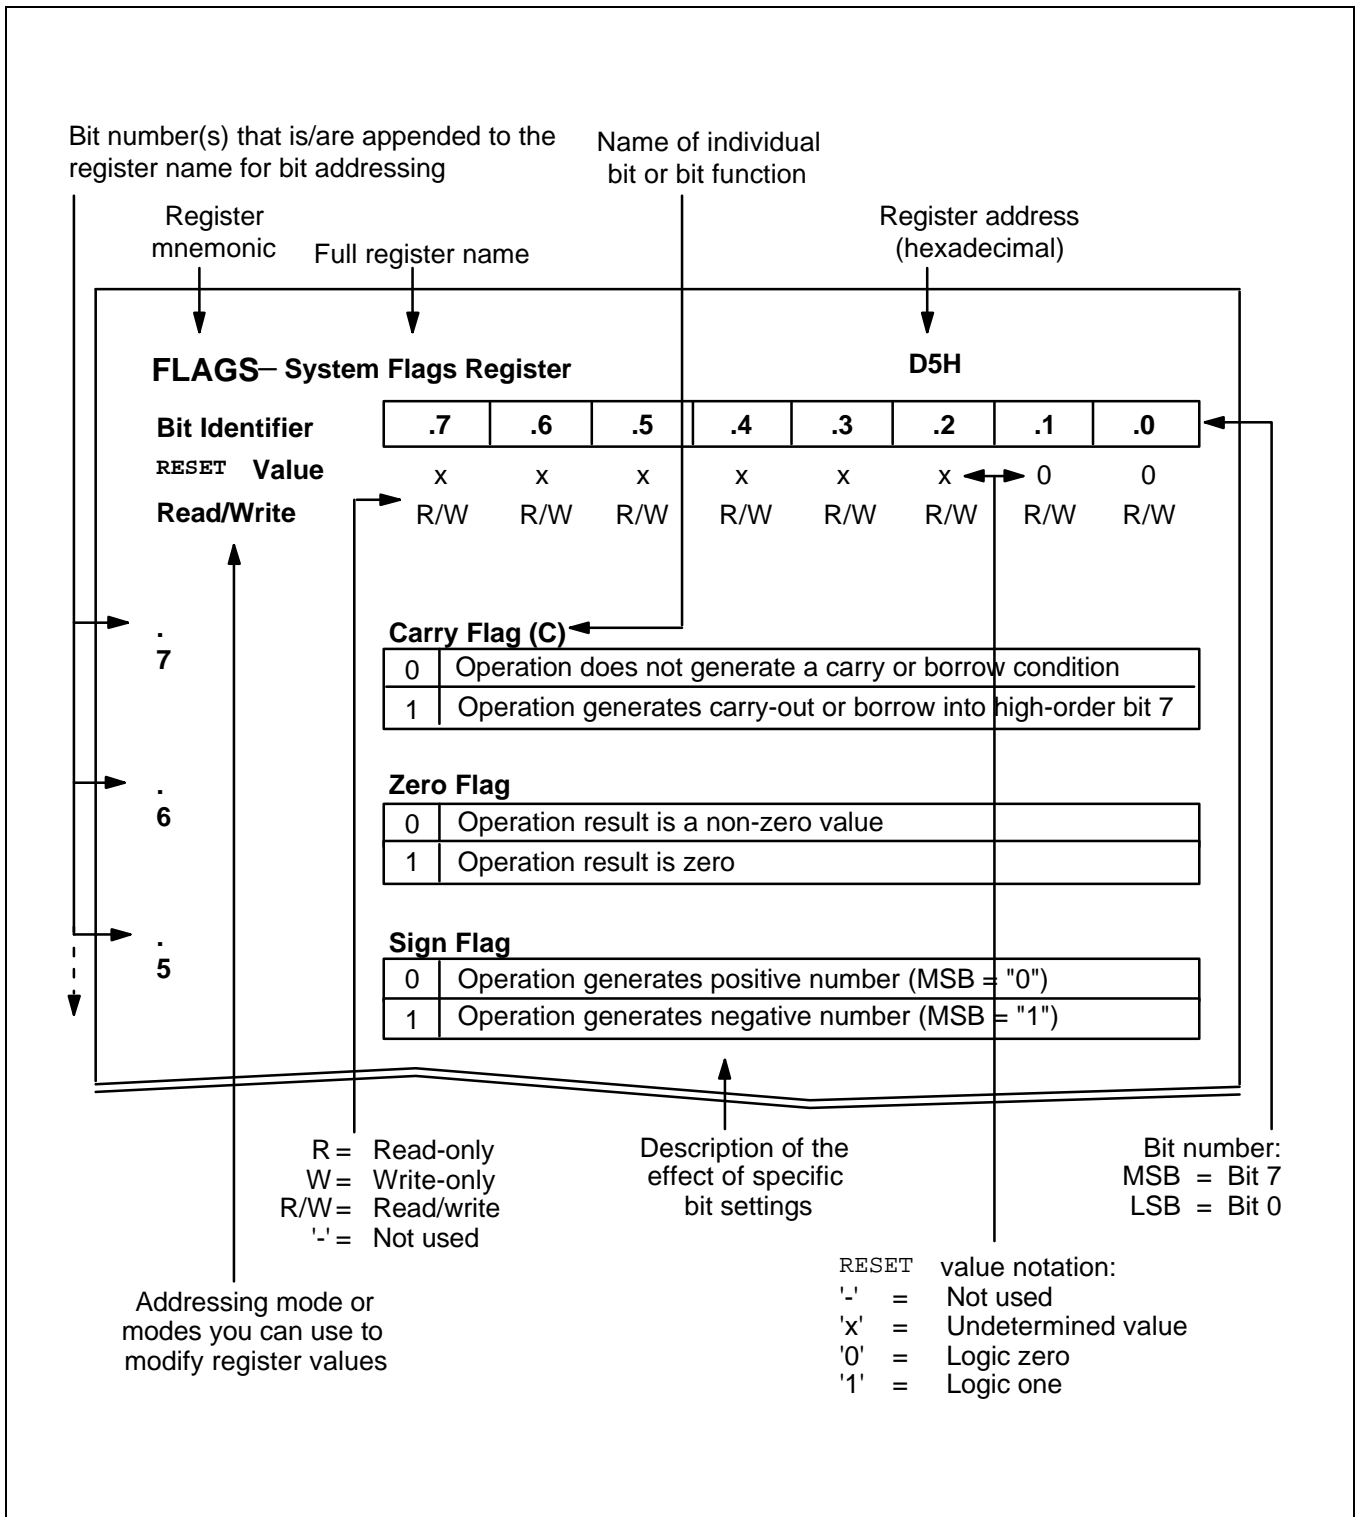 Bit number(s) that is/are appended to the
register name for bit addressing
Name of individual
bit or bit function
Register
mnemonic
Full register name
Register address
(hexadecimal)
FLAGS — System Flags Register D5H
Bit Identifier .7 .6 .5 .4 .3 .2 .1 .0
RESET Value x x x x x x 0 0
Read/Write R/W R/W R/W R/W R/W R/W R/W R/W
.
7
Carry Flag (C)
0 Operation does not generate a carry or borrow condition
1 Operation generates carry-out or borrow into high-order bit 7
.
6
Zero Flag
0 Operation result is a non-zero value
1 Operation result is zero
.
5
Sign Flag
0 Operation generates positive number (MSB = "0")
1 Operation generates negative number (MSB = "1")
R = Read-only
W = Write-only
R/W = Read/write
'-' = Not used
Description of the
effect of specific
bit settings
Bit number:
MSB = Bit 7
LSB = Bit 0
Addressing mode or
modes you can use to
modify register values
RESET value notation:
'-' = Not used
'x' = Undetermined value
'0' = Logic zero
'1' = Logic one